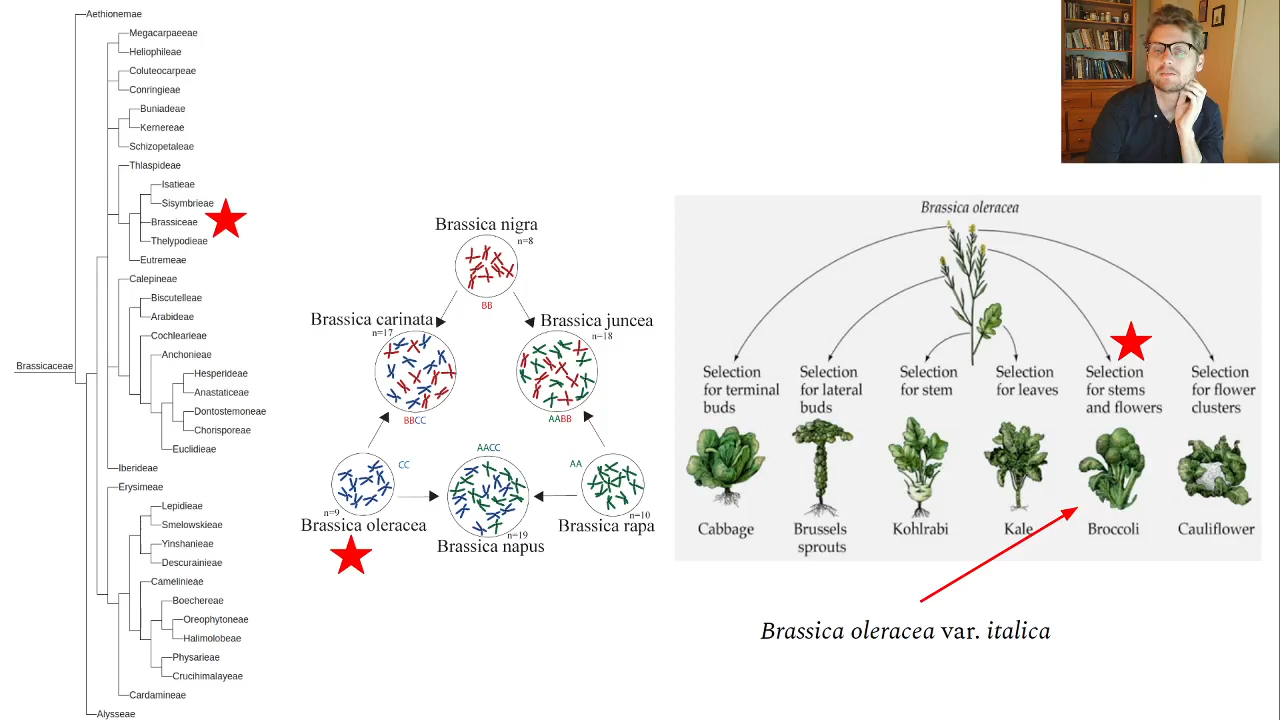 Aethionemae
Megacarpaeeae
Heliophileae
Coluteocarpeae
Conringieae
Buniadeae
Kernereae
Schizopetaleae
Thlaspideae
Isatieae
Sisymbrieae
Brassiceae
Thelypodieae
Eutremeae
Calepineae
Biscutelleae
Arabideae
Cochlearieae
Anchonieae
Brassicaceae
Hesperideae
Anastaticeae
Dontostemoneae
Chorisporeae
Euclidieae
Iberideae
Erysimeae
Lepidieae
Smelowskieae
Yinshanieae
Descurainieae
Camelinieae
Boechereae
Oreophytoneae
Halimolobeae
Physarieae
Crucihimalayeae
Cardamineae
Alysseae
Brassica nigra
n=8
BB
Brassica carinata
n=17
BBCC
Brassica juncea
n=18
AABB
CC
n=9
Brassica oleracea
AACC
n=19
Brassica napus
AA
n=10
Brassica rapa
Brassica oleracea
Selection
for terminal
buds
Selection
for lateral
buds
Selection
for stem
Selection
for leaves
Selection
for stems
and flowers
Selection
for flower
clusters
Cabbage
Brussels
sprouts
Kohlrabi
Kale
Broccoli
Cauliflower
Brassica oleracea var. italica